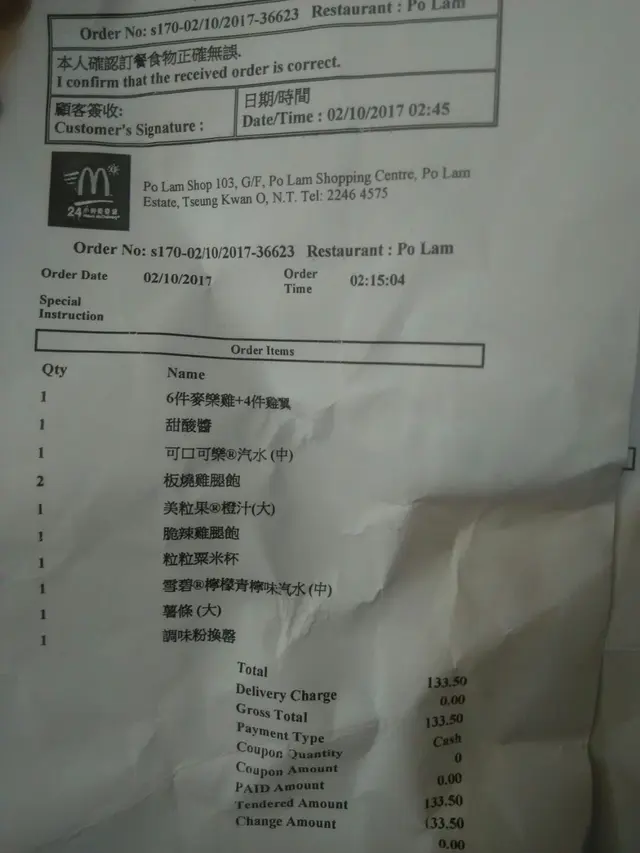 Order No: s170-02/10/2017-36623 Restaurant : Po Lam
本人確認訂餐食物正確無誤.
I confirm that the received order is correct.
顧客簽收:
Customer's Signature :
日期/時間
Date/Time : 02/10/2017 02:45
24
Po Lam Shop 103, G/F, Po Lam Shopping Centre, Po Lam
Estate, Tseung Kwan O, N.T. Tel: 2246 4575
Order No: s170-02/10/2017-36623 Restaurant : Po Lam
Order Date 02/10/2017 Order Time 02:15:04
Special
Instruction
Order Items
Qty Name
1 6件麥樂雞+4件雞翼
1 甜酸醬
1 可口可樂®汽水 (中)
2 板燒雞腿飽
1 美粒果®橙汁(大)
1 脆辣雞腿飽
1 粒粒粟米杯
1 雪碧®檸檬青檸味汽水 (中)
1 薯條 (大)
1 調味粉換醬
Total 133.50
Delivery Charge 0.00
Gross Total 133.50
Payment Type Cash
Coupon Quantity 0
Coupon Amount 0.00
PAID Amount 133.50
Tendered Amount 133.50
Change Amount 0.00